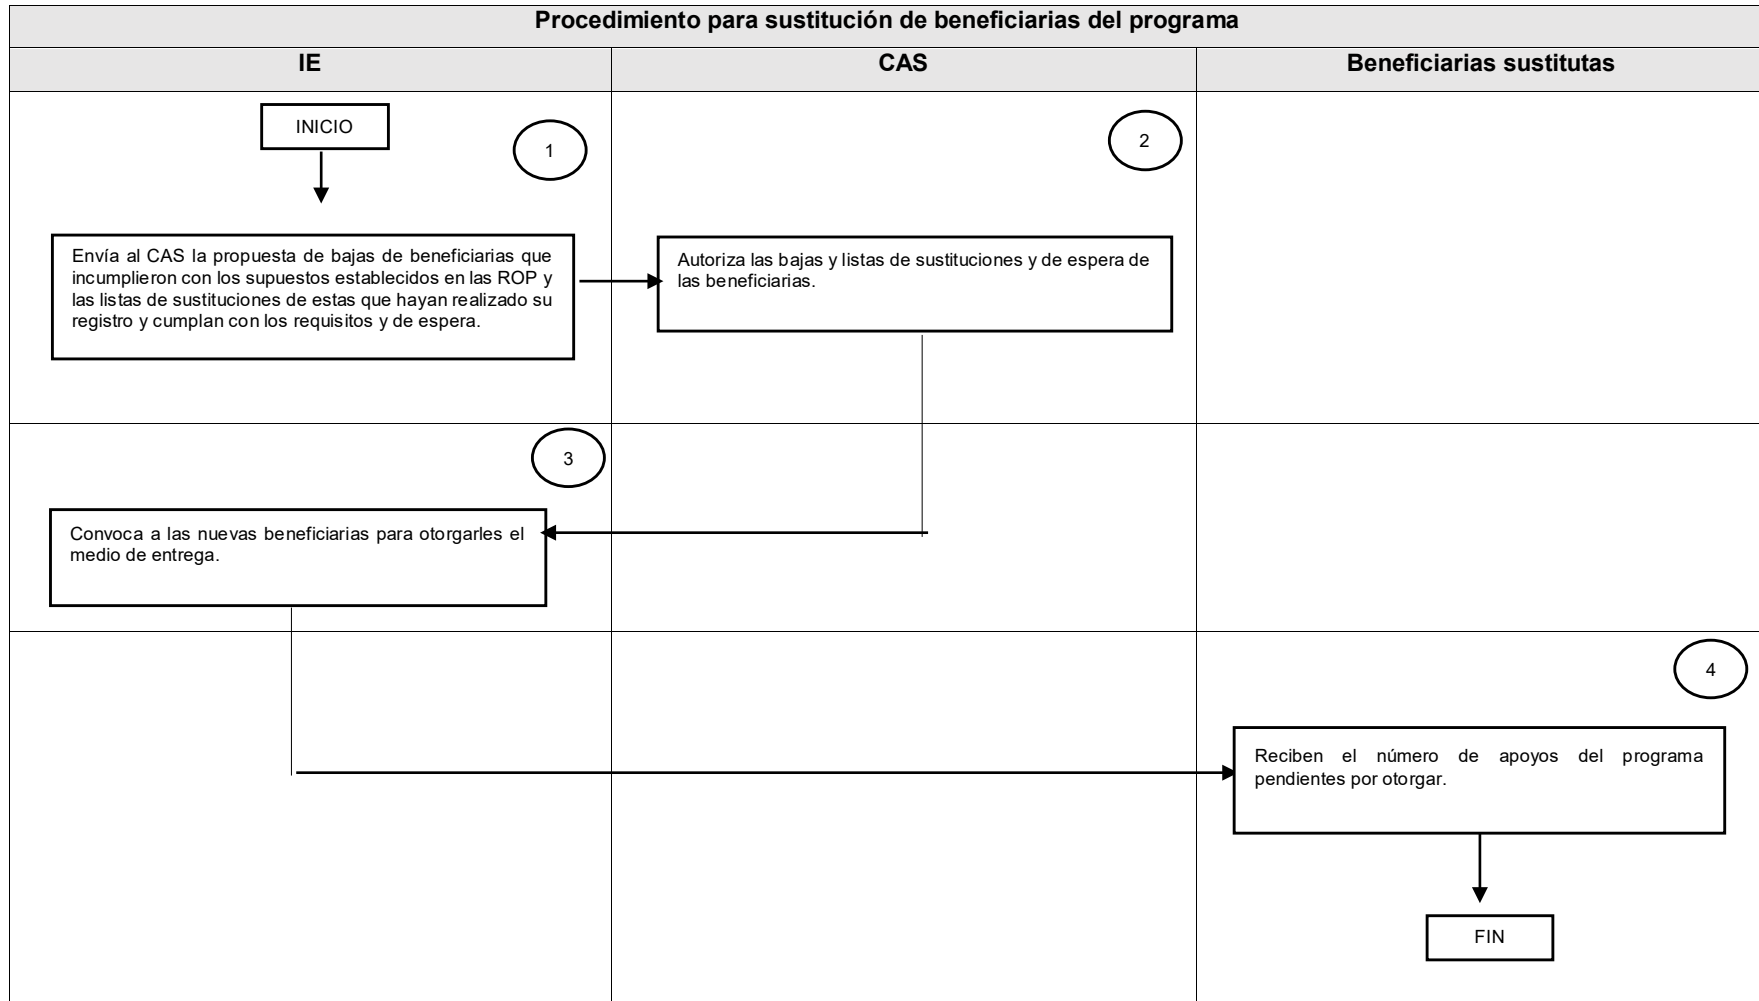 Procedimiento para sustitución de beneficiarias del programa
IE
CAS
Beneficiarias sustitutas
INICIO
1
2
Envía al CAS la propuesta de bajas de beneficiarias que
incumplieron con los supuestos establecidos en las ROP y
las listas de sustituciones de estas que hayan realizado su
registro y cumplan con los requisitos y de espera.
Autoriza las bajas y listas de sustituciones y de espera de
las beneficiarias.
3
Convoca a las nuevas beneficiarias para otorgarles el
medio de entrega.
4
Reciben el número de apoyos del programa
pendientes por otorgar.
FIN